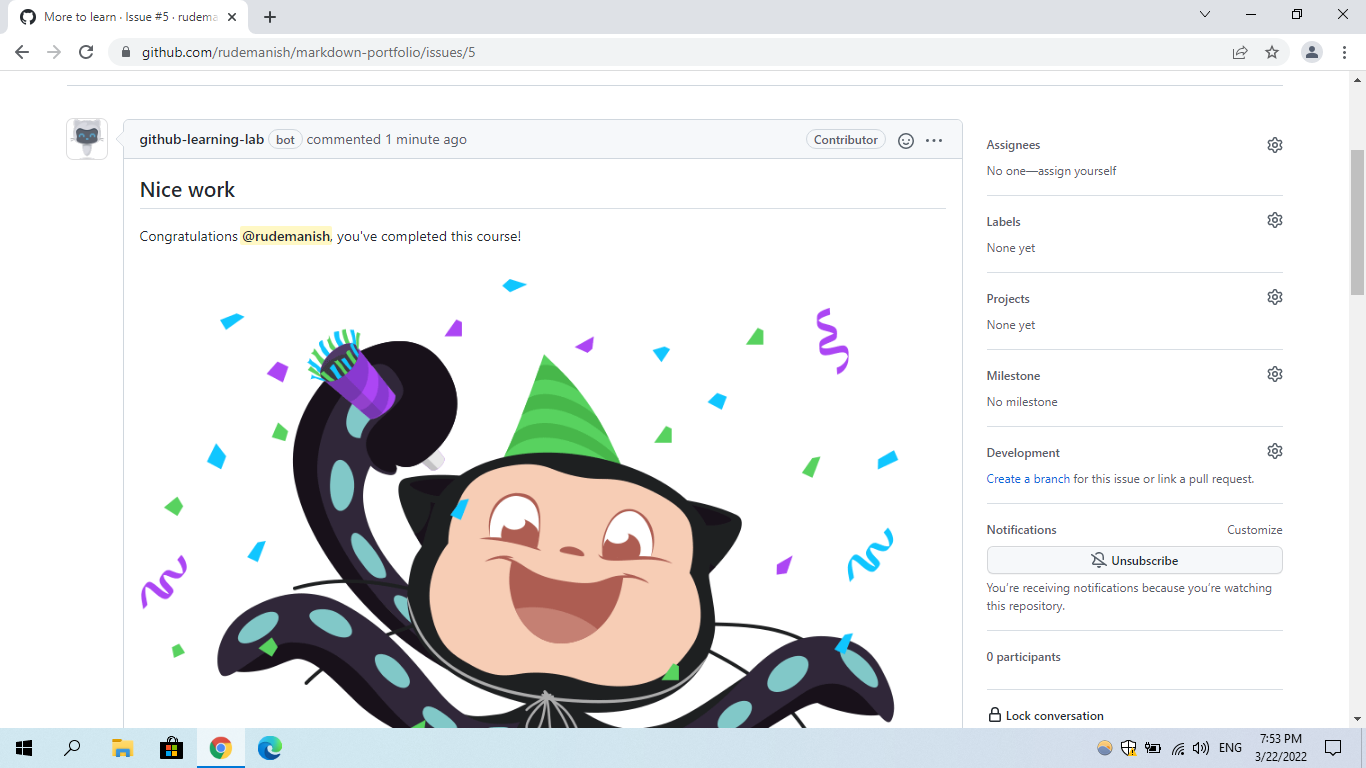 More to learn · Issue #5 · rudema
github.com/rudemanish/markdown-portfolio/issues/5
github-learning-lab bot commented 1 minute ago
Contributor
Nice work
Congratulations @rudemanish, you've completed this course!
Assignees
No one—assign yourself
Labels
None yet
Projects
None yet
Milestone
No milestone
Development
Create a branch for this issue or link a pull request.
Notifications
Customize
Unsubscribe
You're receiving notifications because you're watching
this repository.
0 participants
Lock conversation
ENG
7:53 PM
3/22/2022